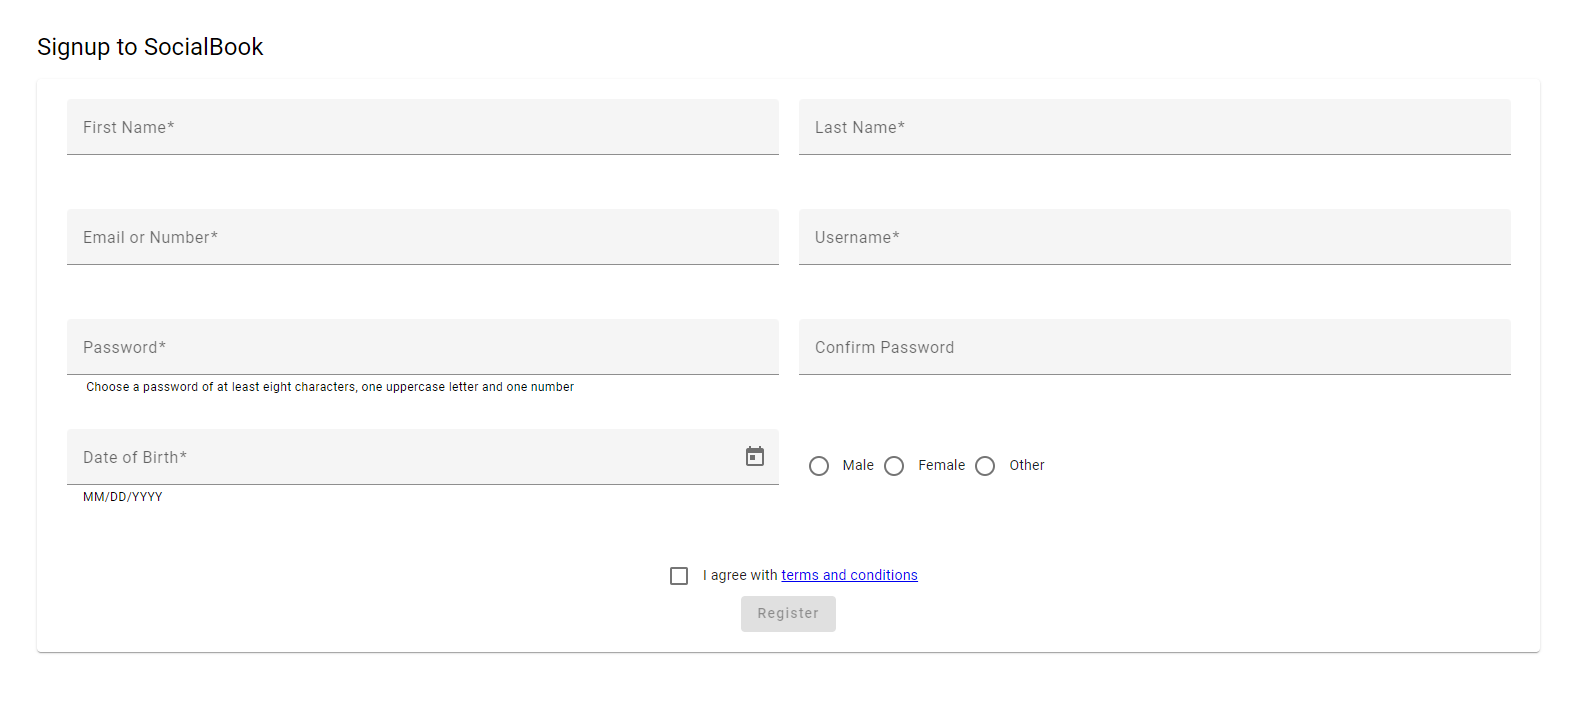 Signup to SocialBook
First Name*
Last Name*
Email or Number*
Username*
Password*
Confirm Password
Choose a password of at least eight characters, one uppercase letter and one number
Date of Birth*
Male Female Other
MM/DD/YYYY
I agree with terms and conditions
Register